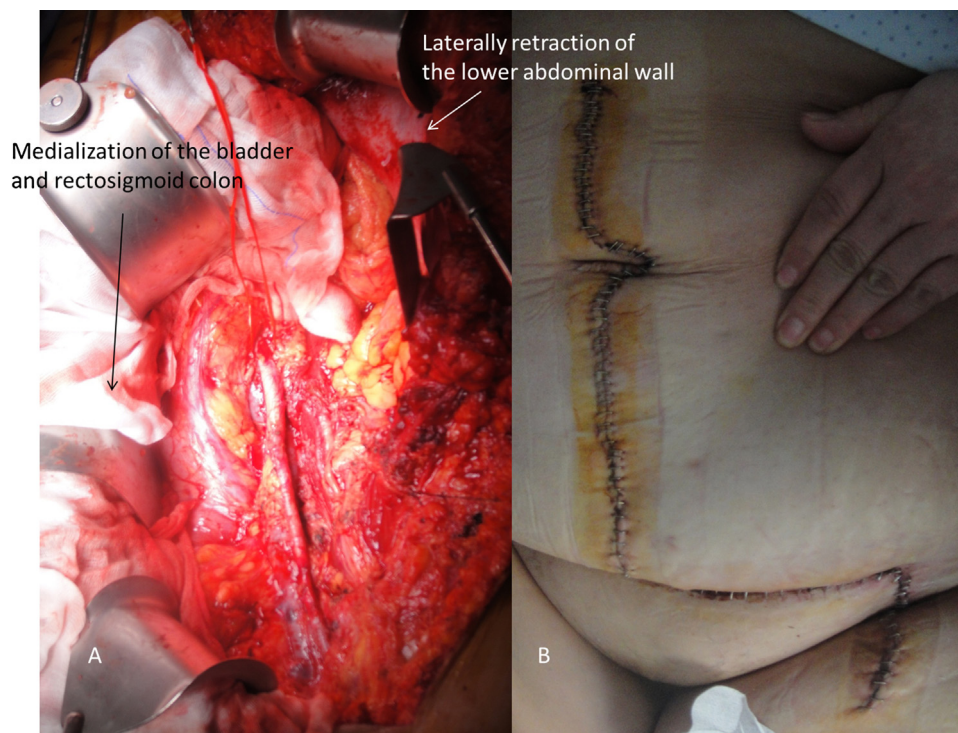 Laterally retraction of
the lower abdominal wall
Medialization of the bladder
and rectosigmoid colon
A
B